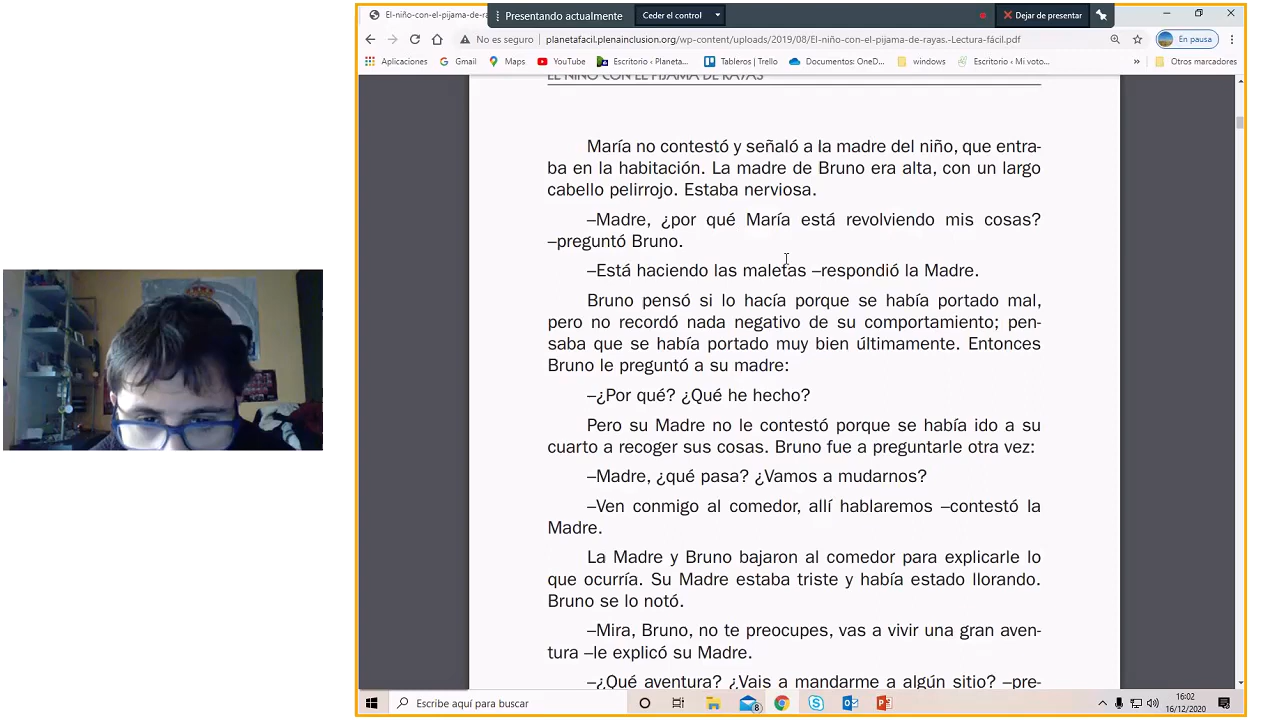 El-niño-con-el-pijama-de-ra
Presentando actualmente
Ceder el control
Dejar de presentar
No es seguro
planetafacil.plenainclusion.org/wp-content/uploads/2019/08/El-niño-con-el-pijama-de-rayas.-Lectura-fácil.pdf
En pausa
Aplicaciones
Gmail
Maps
YouTube
Escritorio ‹ Planeta...
Tableros | Trello
Documentos: OneD...
windows
Escritorio ‹ Mi voto...
»
Otros marcadores
EL NIÑO CON EL PIJAMA DE RAYAS
María no contestó y señaló a la madre del niño, que entra-
ba en la habitación. La madre de Bruno era alta, con un largo
cabello pelirrojo. Estaba nerviosa.
–Madre, ¿por qué María está revolviendo mis cosas?
–preguntó Bruno.
–Está haciendo las maletas –respondió la Madre.
Bruno pensó si lo hacía porque se había portado mal,
pero no recordó nada negativo de su comportamiento; pen-
saba que se había portado muy bien últimamente. Entonces
Bruno le preguntó a su madre:
–¿Por qué? ¿Qué he hecho?
Pero su Madre no le contestó porque se había ido a su
cuarto a recoger sus cosas. Bruno fue a preguntarle otra vez:
–Madre, ¿qué pasa? ¿Vamos a mudarnos?
–Ven conmigo al comedor, allí hablaremos –contestó la
Madre.
La Madre y Bruno bajaron al comedor para explicarle lo
que ocurría. Su Madre estaba triste y había estado llorando.
Bruno se lo notó.
–Mira, Bruno, no te preocupes, vas a vivir una gran aven-
tura –le explicó su Madre.
–¿Qué aventura? ¿Vais a mandarme a algún sitio? –pre-
Escribe aquí para buscar
8
16:02
16/12/2020